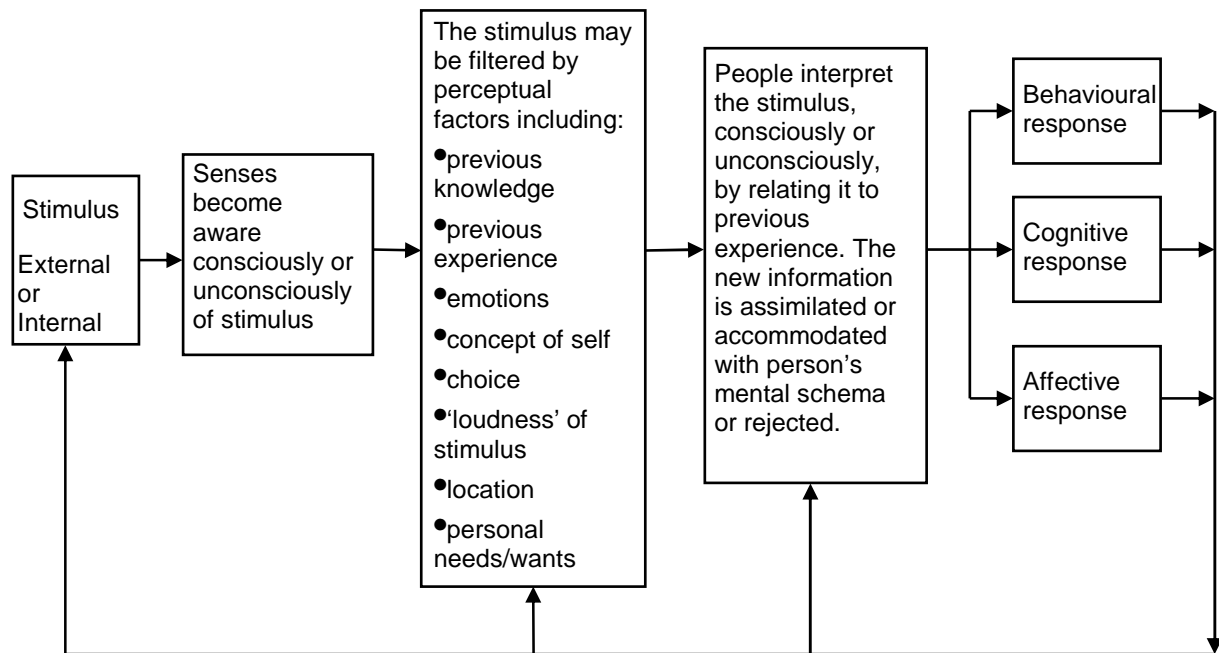 Stimulus
External
or
Internal
Senses
become
aware
consciously or
unconsciously
of stimulus
The stimulus may
be filtered by
perceptual
factors including:
●previous
knowledge
●previous
experience
●emotions
●concept of self
●choice
●‘loudness’ of
stimulus
●location
●personal
needs/wants
People interpret
the stimulus,
consciously or
unconsciously,
by relating it to
previous
experience. The
new information
is assimilated or
accommodated
with person’s
mental schema
or rejected.
Behavioural
response
Cognitive
response
Affective
response